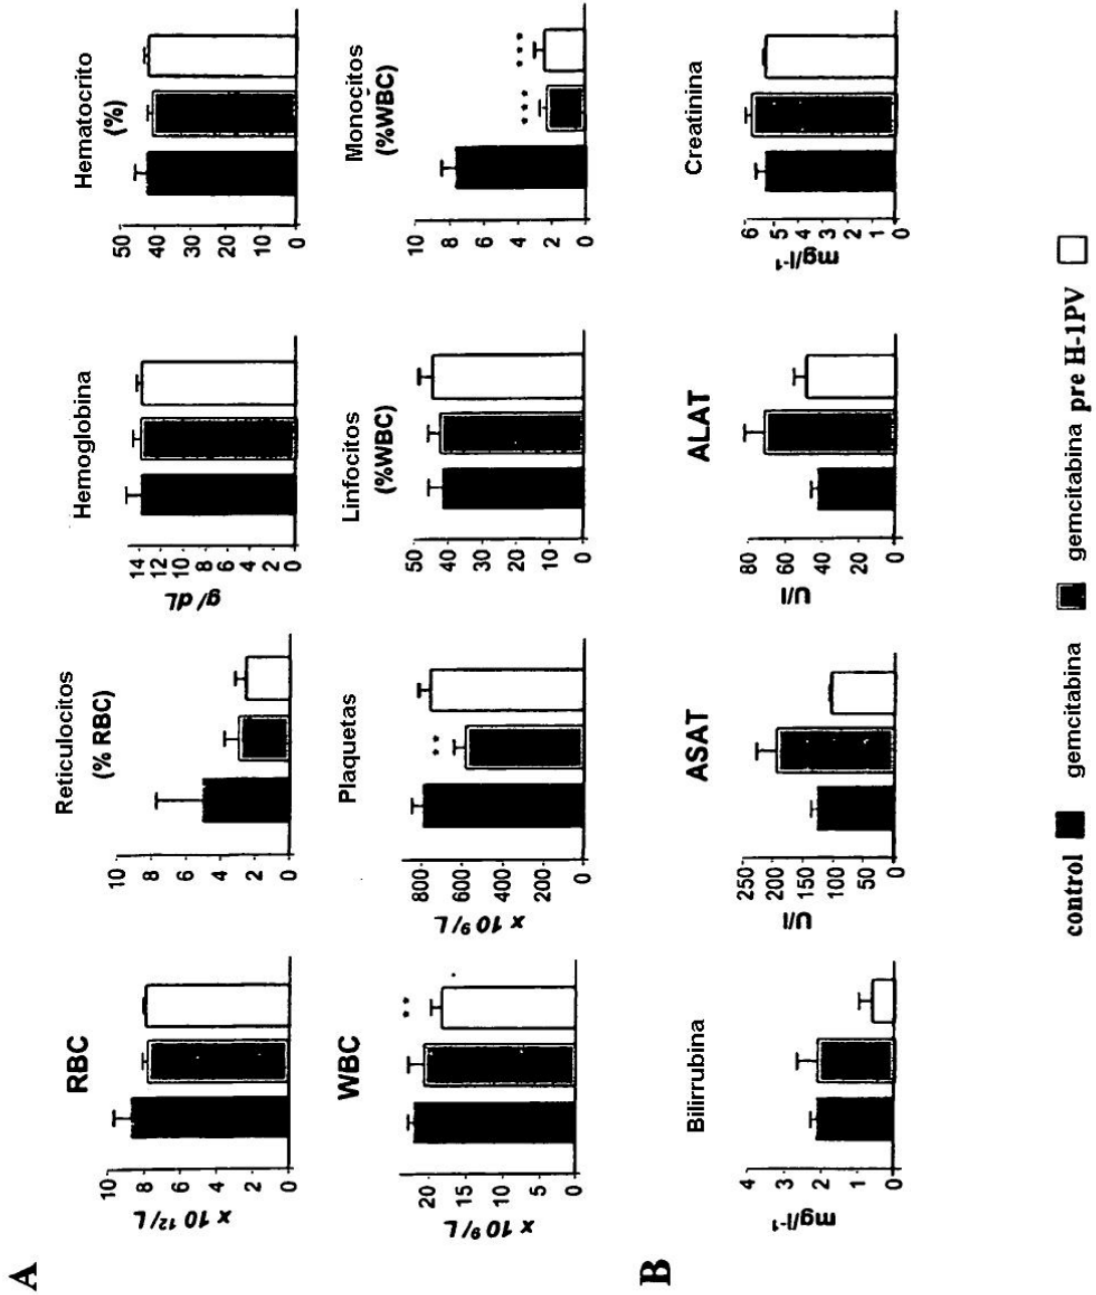 A
RBC
10
8
6
4
2
0
x 10 12/L
Reticulocitos
(% RBC)
10
8
6
4
2
0
Hemoglobina
14
12
10
8
6
4
2
0
g/ dL
Hematocrito
(%)
50
40
30
20
10
0
WBC
**
20
15
10
5
0
x 10 9/L
Plaquetas
**
800
600
400
200
0
x 10 9/L
Linfocitos
(%WBC)
50
40
30
20
10
0
Monocitos
(%WBC)
***
***
10
8
6
4
2
0
B
Bilirrubina
4
3
2
1
0
mg/l-1
ASAT
250
200
150
100
50
0
U/l
ALAT
80
60
40
20
0
U/l
Creatinina
6
5
4
3
2
1
0
mg/l-1
control gemcitabina gemcitabina pre H-1PV